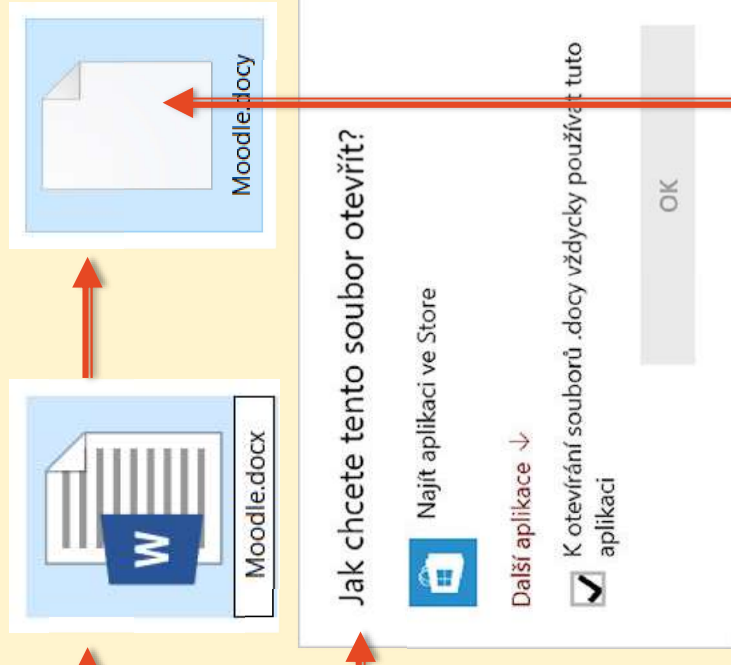 Moodle.docx
Moodle.docy
Jak chcete tento soubor otevřít?
Najít aplikaci ve Store
Další aplikace ↓
K otevírání souborů .docy vždycky používat tuto
aplikaci
OK